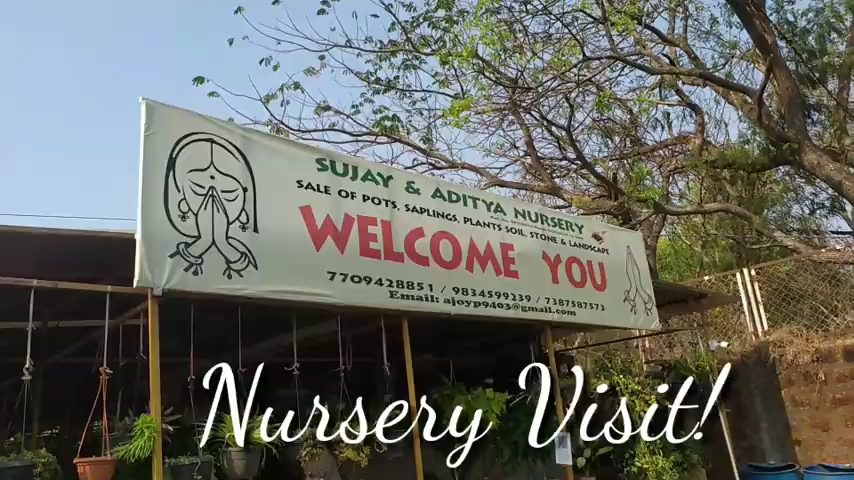 SUJAY & ADITYA NURSERY
SALE OF POTS, SAPLINGS, PLANTS SOIL, STONE & LANDSCAPE
WELCOME YOU
7709428851 / 9834599239 / 7387587573
Email: ajoyp9403@gmail.com
Nursery Visit!